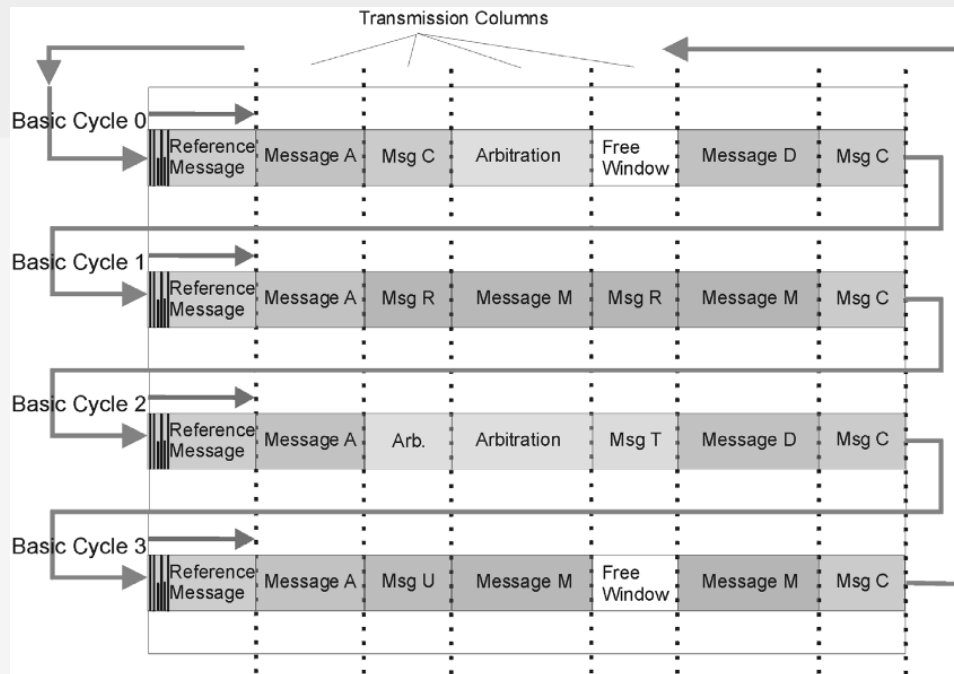 Transmission Columns
Basic Cycle 0
Reference
Message
Message A
Msg C
Arbitration
Free
Window
Message D
Msg C
Basic Cycle 1
Reference
Message
Message A
Msg R
Message M
Msg R
Message M
Msg C
Basic Cycle 2
Reference
Message
Message A
Arb.
Arbitration
Msg T
Message D
Msg C
Basic Cycle 3
Reference
Message
Message A
Msg U
Message M
Free
Window
Message M
Msg C